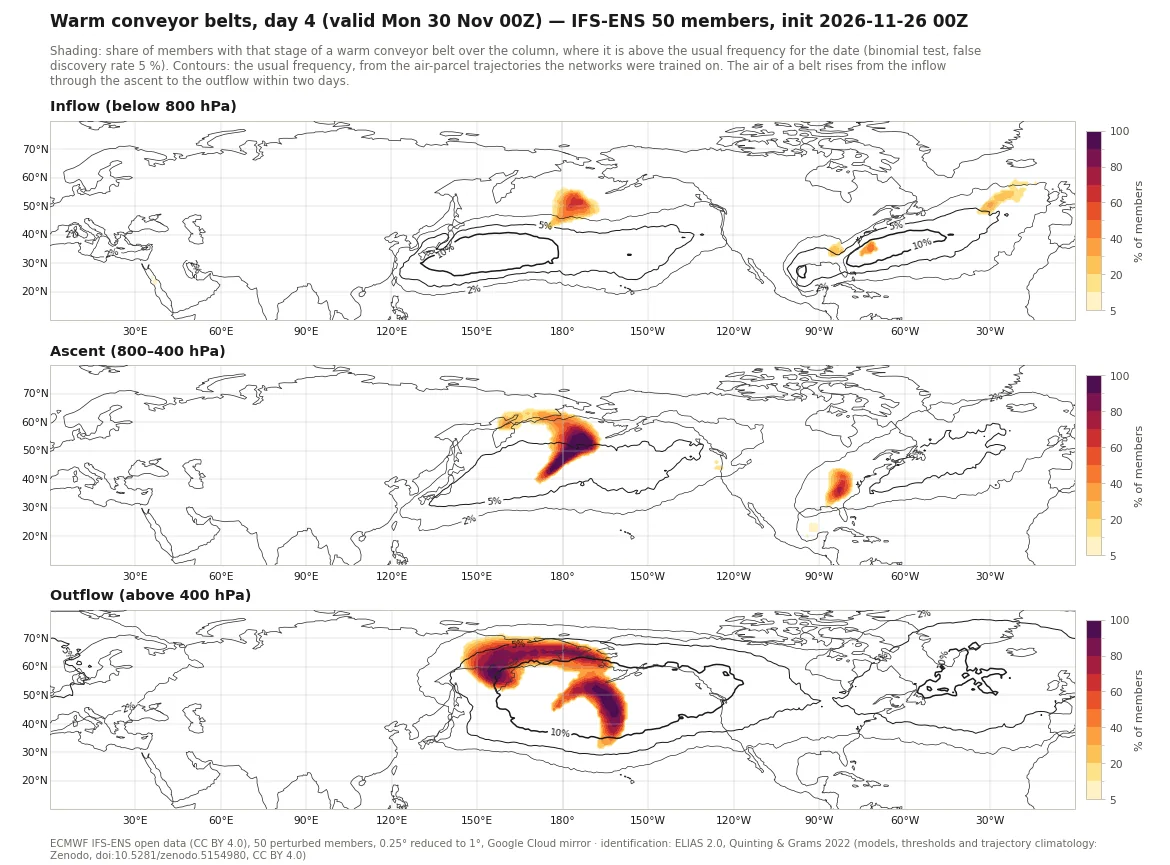 Warm conveyor belts, day 4 (valid Mon 30 Nov 00Z) — IFS-ENS 50 members, init 2026-11-26 00Z
Shading: share of members with that stage of a warm conveyor belt over the column, where it is above the usual frequency for the date (binomial test, false
discovery rate 5 %). Contours: the usual frequency, from the air-parcel trajectories the networks were trained on. The air of a belt rises from the inflow
through the ascent to the outflow within two days.
Inflow (below 800 hPa)
70°N
60°N
50°N
40°N
30°N
20°N
2%
2%
5%
10%
2%
5%
10%
2%
30°E 60°E 90°E 120°E 150°E 180° 150°W 120°W 90°W 60°W 30°W
100
80
60
40
20
5
% of members
Ascent (800–400 hPa)
70°N
60°N
50°N
40°N
30°N
20°N
5%
2%
2%
30°E 60°E 90°E 120°E 150°E 180° 150°W 120°W 90°W 60°W 30°W
100
80
60
40
20
5
% of members
Outflow (above 400 hPa)
70°N
60°N
50°N
40°N
30°N
20°N
5%
2%
5%
10%
2%
10%
30°E 60°E 90°E 120°E 150°E 180° 150°W 120°W 90°W 60°W 30°W
100
80
60
40
20
5
% of members
ECMWF IFS-ENS open data (CC BY 4.0), 50 perturbed members, 0.25° reduced to 1°, Google Cloud mirror · identification: ELIAS 2.0, Quinting & Grams 2022 (models, thresholds and trajectory climatology:
Zenodo, doi:10.5281/zenodo.5154980, CC BY 4.0)